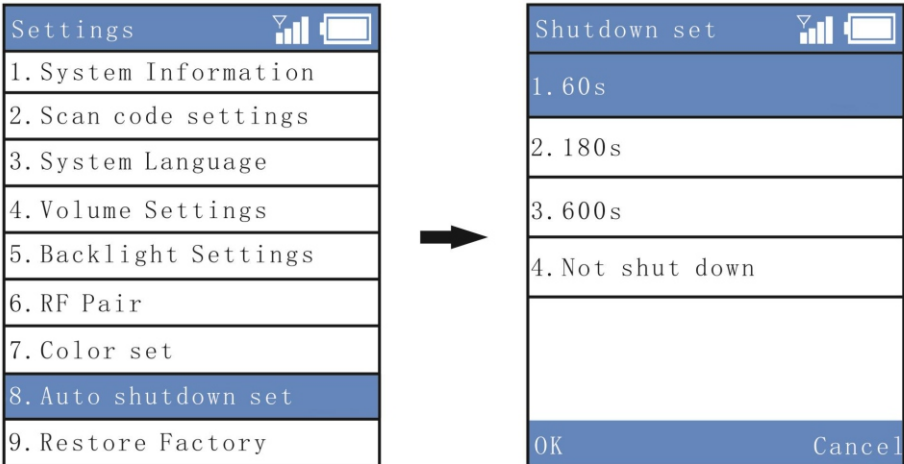 Settings
1.System Information
2.Scan code settings
3.System Language
4.Volume Settings
5.Backlight Settings
6.RF Pair
7.Color set
8.Auto shutdown set
9.Restore Factory
Shutdown set
1.60s
2.180s
3.600s
4.Not shut down
OK Cancel